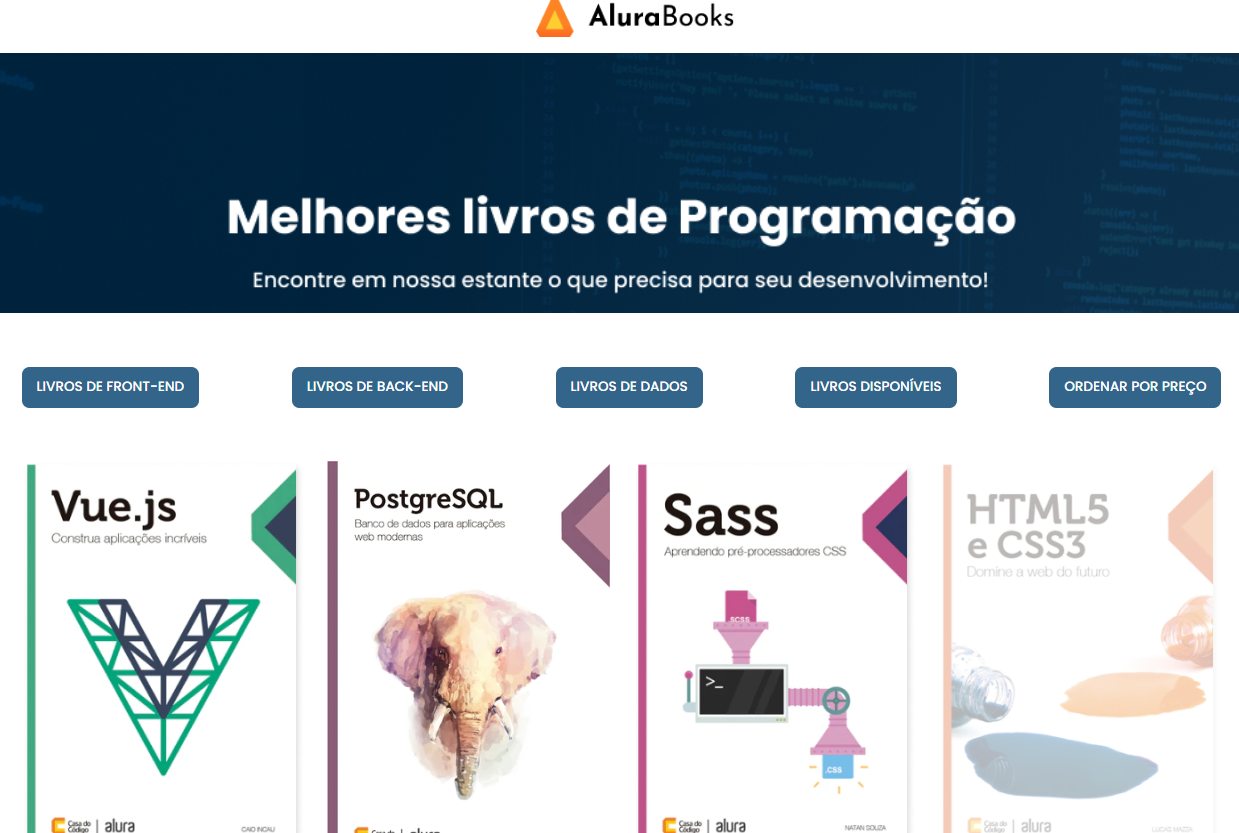 AluraBooks
Melhores livros de Programação
Encontre em nossa estante o que precisa para seu desenvolvimento!
LIVROS DE FRONT-END
LIVROS DE BACK-END
LIVROS DE DADOS
LIVROS DISPONÍVEIS
ORDENAR POR PREÇO
Vue.js
Construa aplicações incríveis
Casa do
Código
alura
CAIO INCAU
PostgreSQL
Banco de dados para aplicações
web modernas
Sass
Aprendendo pré-processadores CSS
SCSS
>_
.CSS
Casa do
Código
alura
NATAN SOUZA
HTML5
e CSS3
Domine a web do futuro
Casa do
Código
alura
LUCAS MAZZA